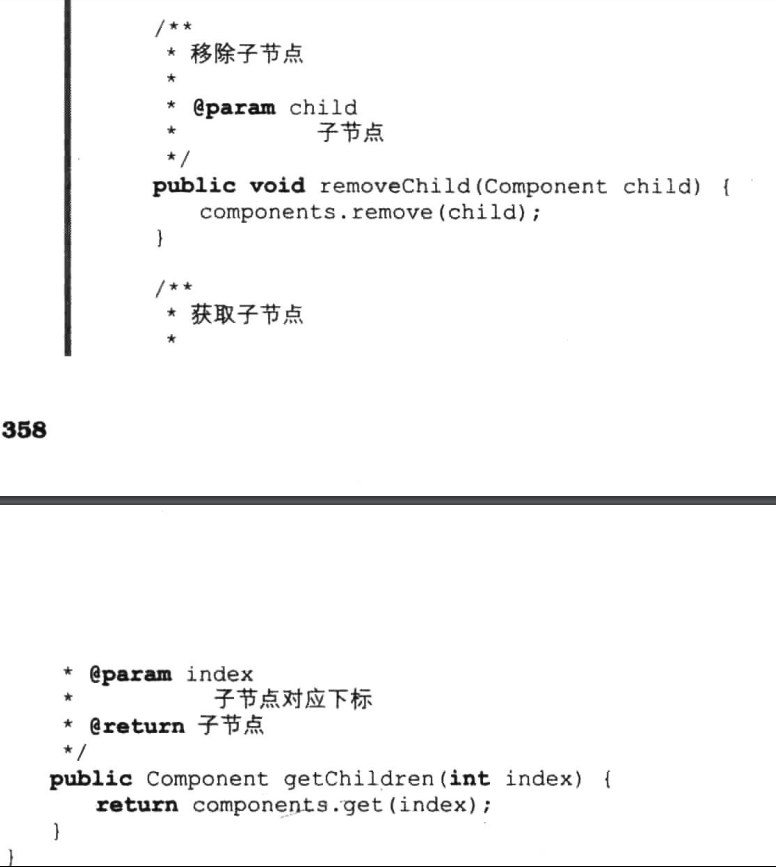 /**
 * 移除子节点
 *
 * @param child
 *            子节点
 */
public void removeChild(Component child) {
    components.remove(child);
}
/**
 * 获取子节点
 *
358
 * @param index
 *            子节点对应下标
 * @return 子节点
 */
public Component getChildren(int index) {
    return components.get(index);
}
}